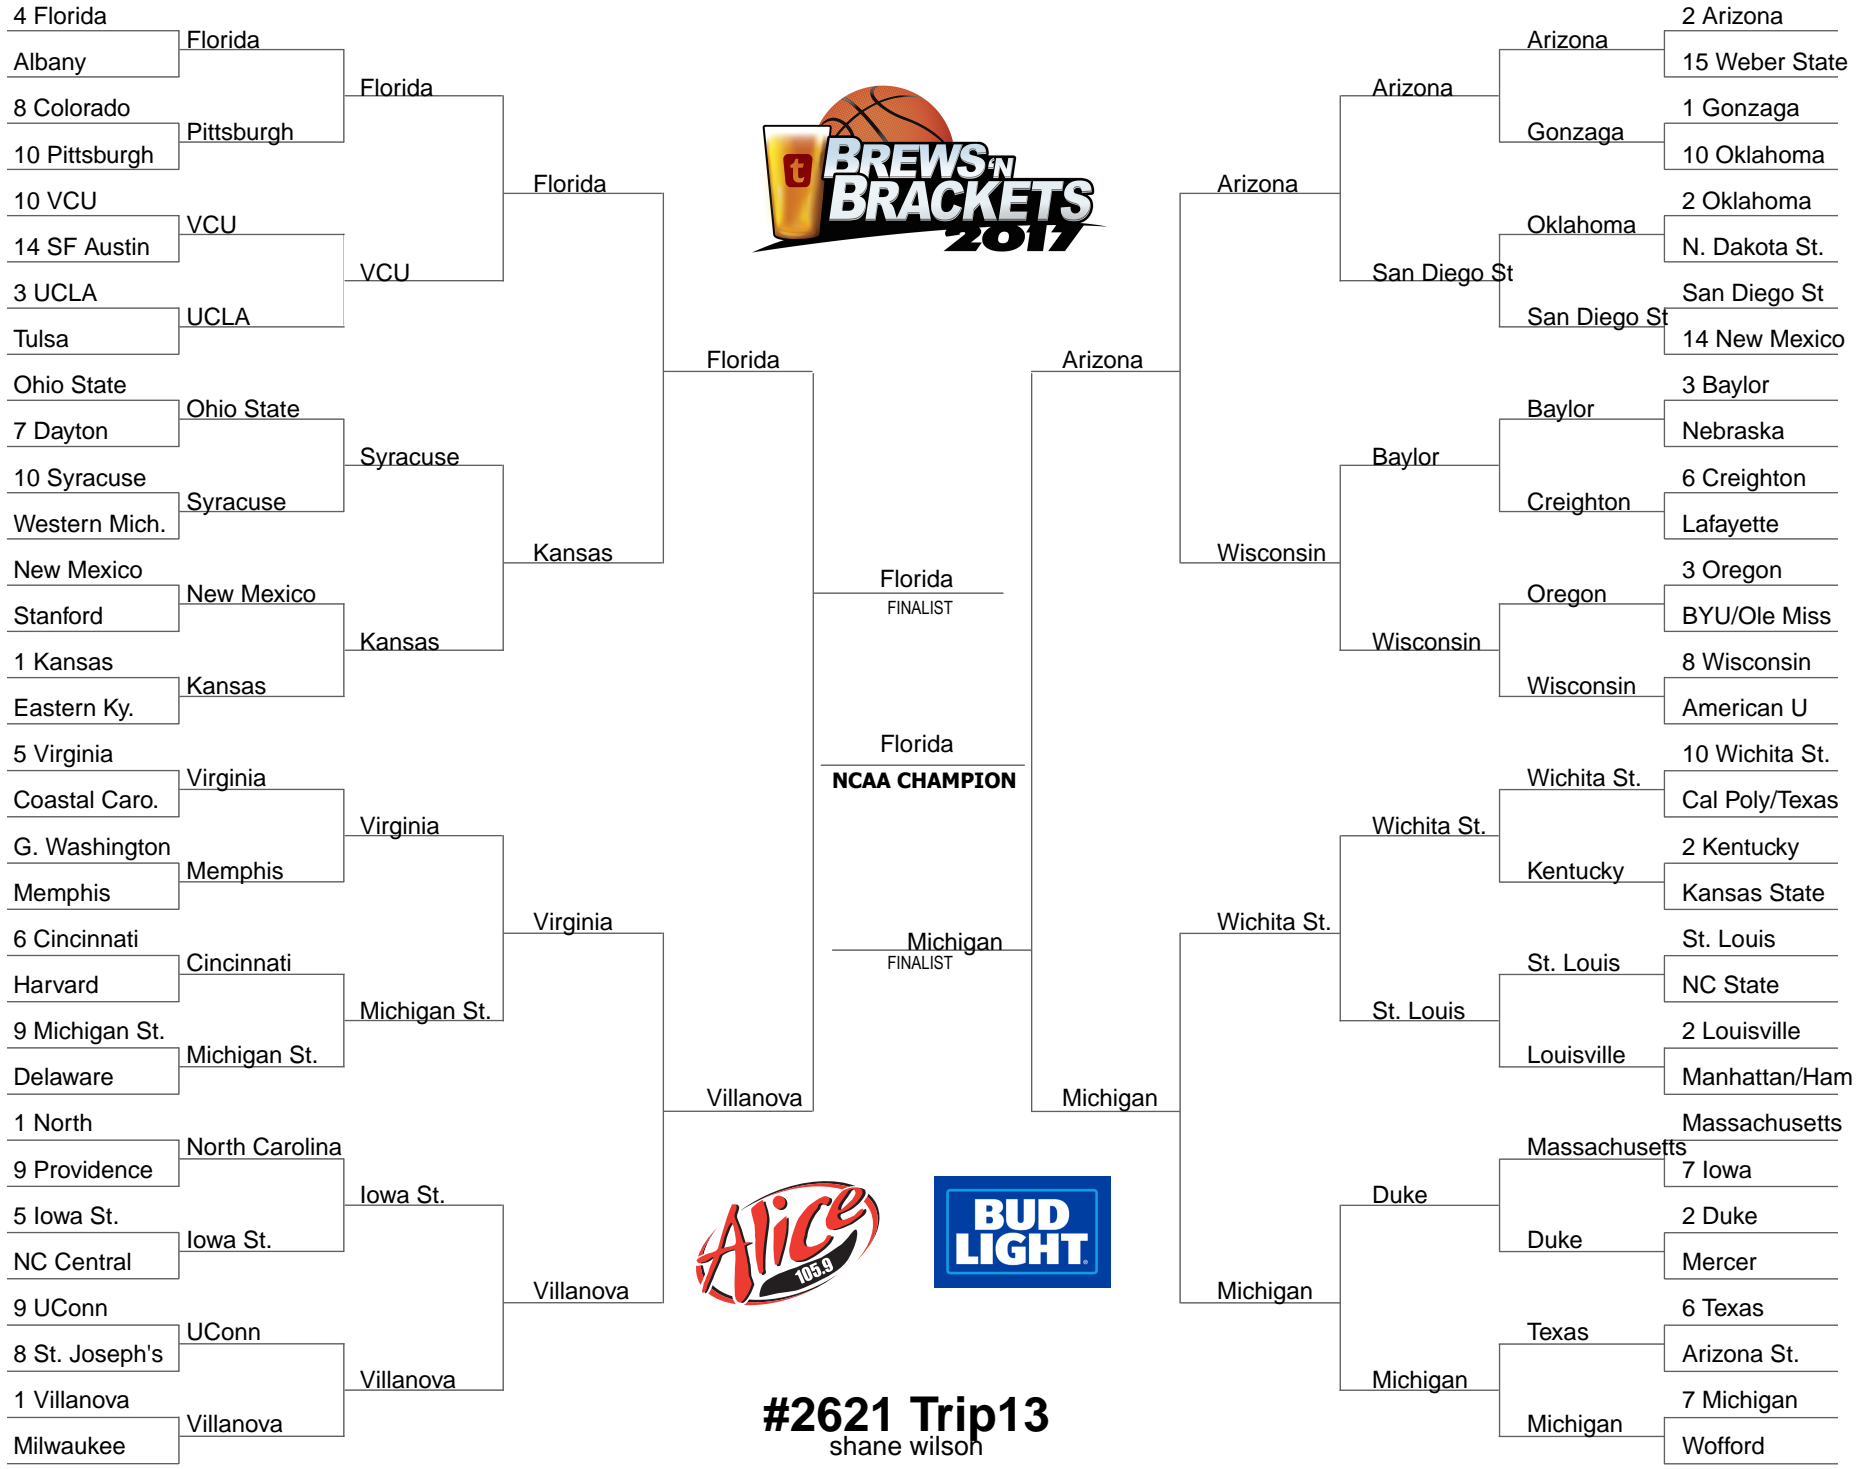 4 Florida
Albany
8 Colorado
10 Pittsburgh
10 VCU
14 SF Austin
3 UCLA
Tulsa
Ohio State
7 Dayton
10 Syracuse
Western Mich.
New Mexico
Stanford
1 Kansas
Eastern Ky.
5 Virginia
Coastal Caro.
G. Washington
Memphis
6 Cincinnati
Harvard
9 Michigan St.
Delaware
1 North
9 Providence
5 Iowa St.
NC Central
9 UConn
8 St. Joseph's
1 Villanova
Milwaukee
Florida
Pittsburgh
VCU
UCLA
Ohio State
Syracuse
New Mexico
Kansas
Virginia
Memphis
Cincinnati
Michigan St.
North Carolina
Iowa St.
UConn
Villanova
Florida
VCU
Syracuse
Kansas
Virginia
Michigan St.
Iowa St.
Villanova
Florida
Kansas
Virginia
Villanova
Florida
Villanova
BREWS 'N
BRACKETS
2017
t
Florida
FINALIST
Florida
NCAA CHAMPION
Michigan
FINALIST
Alice
105.9
BUD
LIGHT
#2621 Trip13
shane wilson
Arizona
Michigan
Arizona
Wisconsin
Wichita St.
Michigan
Arizona
San Diego St
Baylor
Wisconsin
Wichita St.
St. Louis
Duke
Michigan
Arizona
Gonzaga
Oklahoma
San Diego St
Baylor
Creighton
Oregon
Wisconsin
Wichita St.
Kentucky
St. Louis
Louisville
Massachusetts
Duke
Texas
Michigan
2 Arizona
15 Weber State
1 Gonzaga
10 Oklahoma
2 Oklahoma
N. Dakota St.
San Diego St
14 New Mexico
3 Baylor
Nebraska
6 Creighton
Lafayette
3 Oregon
BYU/Ole Miss
8 Wisconsin
American U
10 Wichita St.
Cal Poly/Texas
2 Kentucky
Kansas State
St. Louis
NC State
2 Louisville
Manhattan/Ham
Massachusetts
7 Iowa
2 Duke
Mercer
6 Texas
Arizona St.
7 Michigan
Wofford